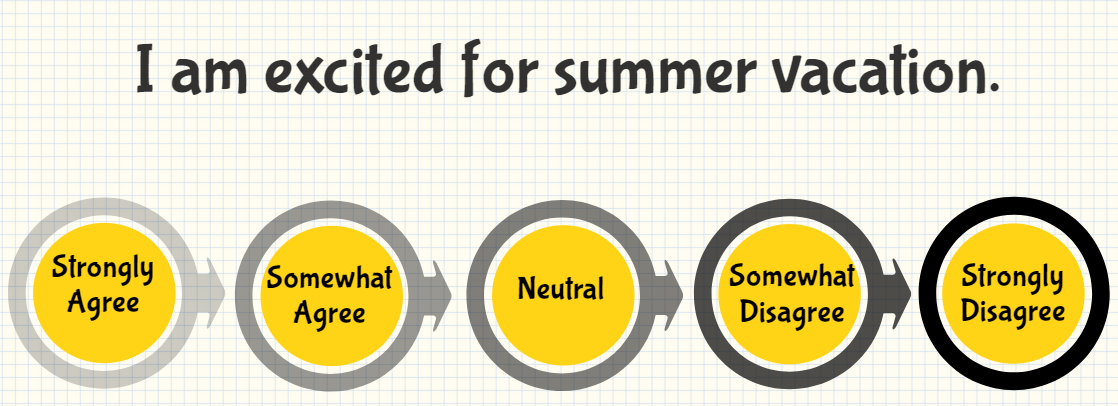 I am excited for summer vacation.
Strongly
Agree
Somewhat
Agree
Neutral
Somewhat
Disagree
Strongly
Disagree